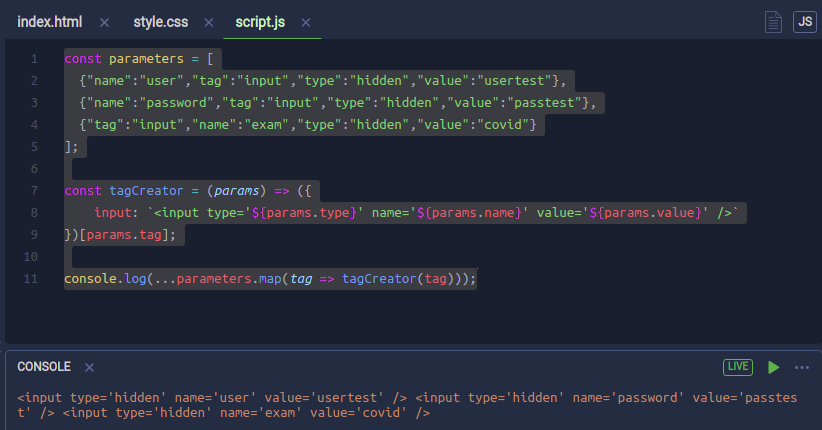 index.html × style.css × script.js × JS
1 const parameters = [
2 {"name":"user","tag":"input","type":"hidden","value":"usertest"},
3 {"name":"password","tag":"input","type":"hidden","value":"passtest"},
4 {"tag":"input","name":"exam","type":"hidden","value":"covid"}
5 ];
6
7 const tagCreator = (params) => ({
8 input: `<input type='${params.type}' name='${params.name}' value='${params.value}' />`
9 })[params.tag];
10
11 console.log(...parameters.map(tag => tagCreator(tag)));
CONSOLE × LIVE
<input type='hidden' name='user' value='usertest' /> <input type='hidden' name='password' value='passtes
t' /> <input type='hidden' name='exam' value='covid' />